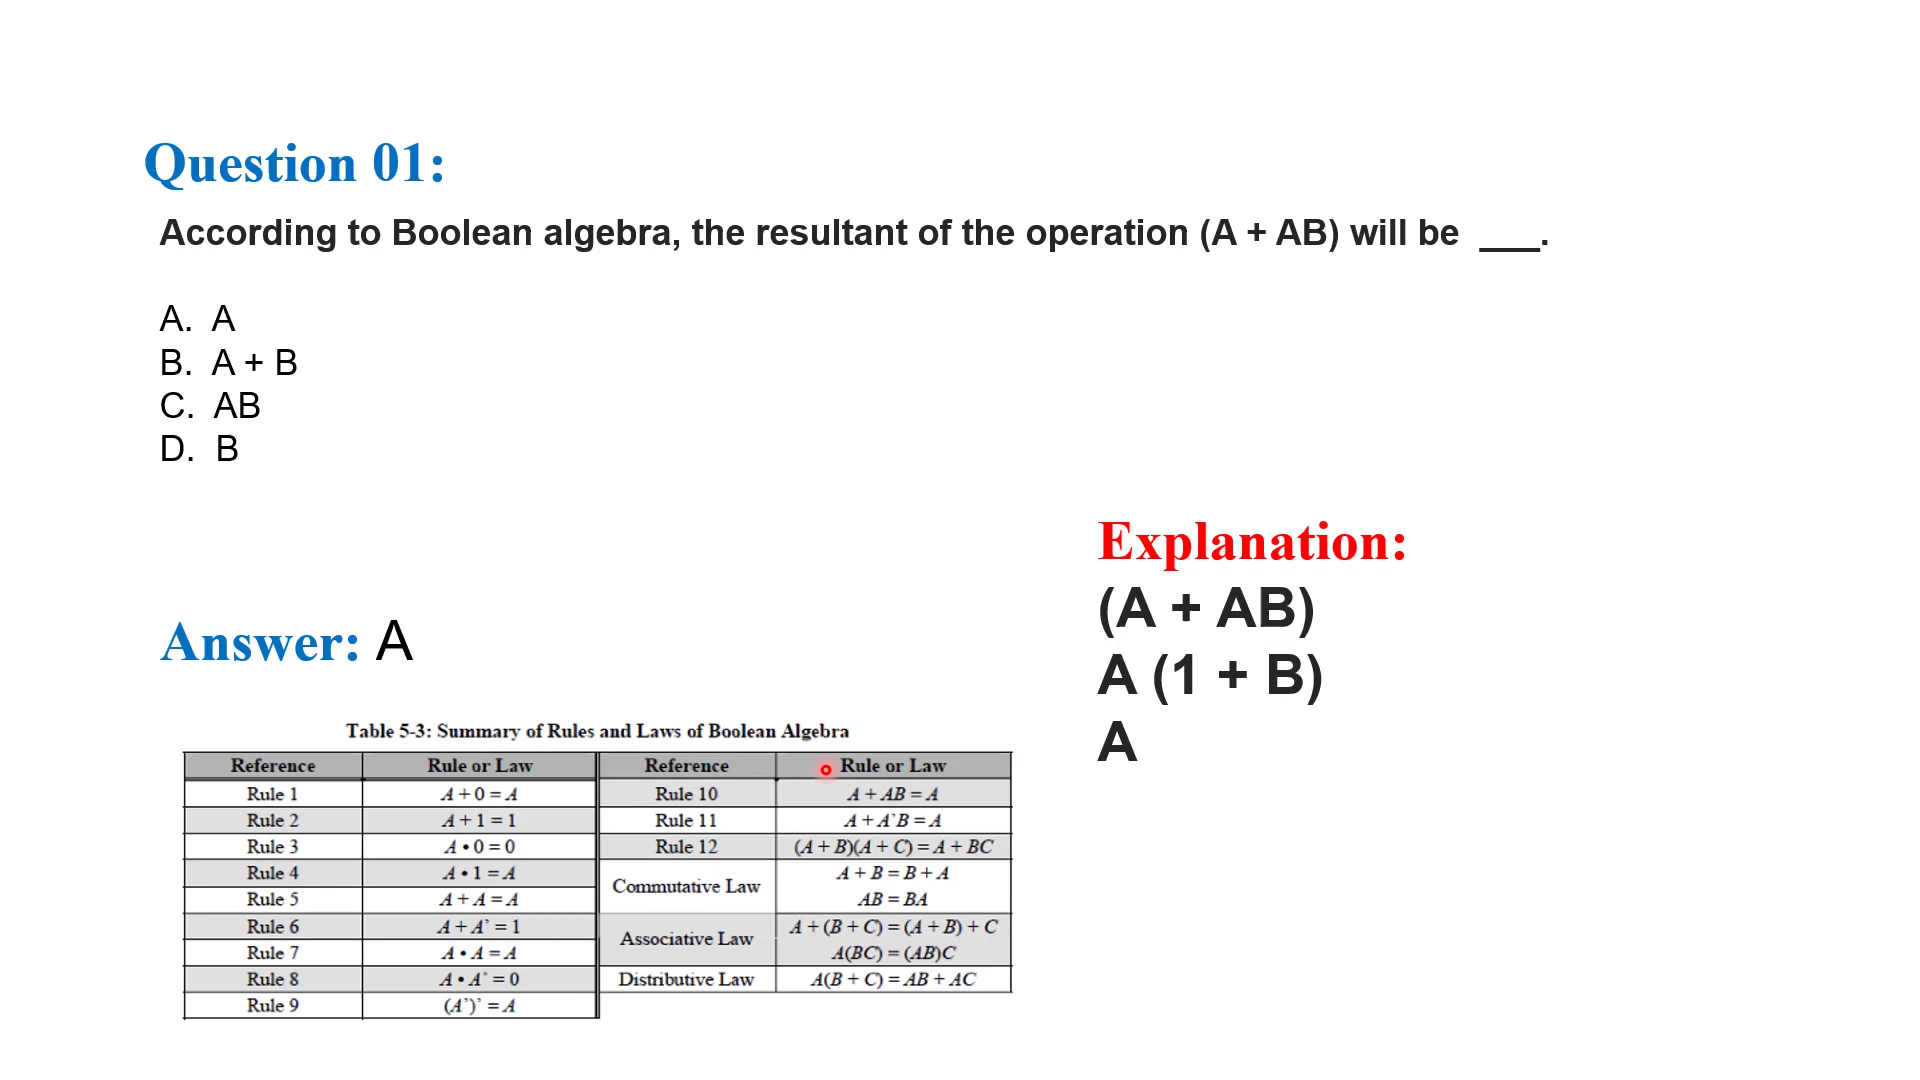 Question 01:
According to Boolean algebra, the resultant of the operation (A + AB) will be ___.
A. A
B. A + B
C. AB
D. B
Answer: A
Explanation:
(A + AB)
A (1 + B)
A
Table 5-3: Summary of Rules and Laws of Boolean Algebra
Reference Rule or Law Reference Rule or Law
Rule 1 A + 0 = A Rule 10 A + AB = A
Rule 2 A + 1 = 1 Rule 11 A + A’B = A
Rule 3 A • 0 = 0 Rule 12 (A + B)(A + C) = A + BC
Rule 4 A • 1 = A Commutative Law A + B = B + A
Rule 5 A + A = A AB = BA
Rule 6 A + A’ = 1 Associative Law A + (B + C) = (A + B) + C
Rule 7 A • A = A A(BC) = (AB)C
Rule 8 A • A’ = 0 Distributive Law A(B + C) = AB + AC
Rule 9 (A’)’ = A